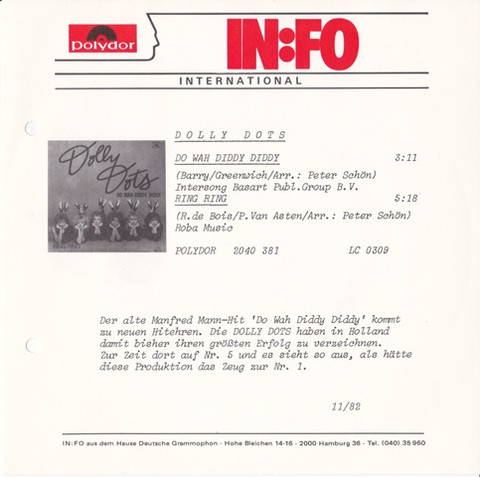 polydor
IN:FO
INTERNATIONAL
DOLLY DOTS
Dolly
Dots
DO WAH DIDDY DIDDY
DO WAH DIDDY DIDDY 3:11
(Barry/Greenwich/Arr.: Peter Schön)
Intersong Basart Publ.Group B.V.
RING RING 5:18
(R.de Bois/P.Van Asten/Arr.: Peter Schön)
Roba Music
POLYDOR 2040 381 LC 0309
Der alte Manfred Mann-Hit 'Do Wah Diddy Diddy' kommt
zu neuen Hitehren. Die DOLLY DOTS haben in Holland
damit bisher ihren größten Erfolg zu verzeichnen.
Zur Zeit dort auf Nr. 5 und es sieht so aus, als hätte
diese Produktion das Zeug zur Nr. 1.
11/82
IN:FO aus dem Hause Deutsche Grammophon - Hohe Bleichen 14-16 - 2000 Hamburg 36 - Tel. (040) 35 960